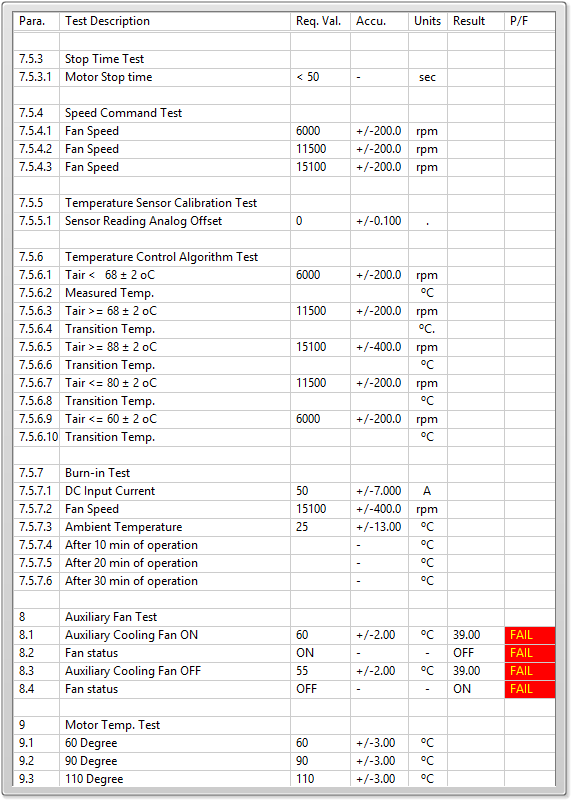 Para. Test Description Req. Val. Accu. Units Result P/F
7.5.3 Stop Time Test
7.5.3.1 Motor Stop time < 50 - sec
7.5.4 Speed Command Test
7.5.4.1 Fan Speed 6000 +/-200.0 rpm
7.5.4.2 Fan Speed 11500 +/-200.0 rpm
7.5.4.3 Fan Speed 15100 +/-200.0 rpm
7.5.5 Temperature Sensor Calibration Test
7.5.5.1 Sensor Reading Analog Offset 0 +/-0.100 .
7.5.6 Temperature Control Algorithm Test
7.5.6.1 Tair < 68 ± 2 oC 6000 +/-200.0 rpm
7.5.6.2 Measured Temp. ºC
7.5.6.3 Tair >= 68 ± 2 oC 11500 +/-200.0 rpm
7.5.6.4 Transition Temp. ºC.
7.5.6.5 Tair >= 88 ± 2 oC 15100 +/-400.0 rpm
7.5.6.6 Transition Temp. ºC
7.5.6.7 Tair <= 80 ± 2 oC 11500 +/-200.0 rpm
7.5.6.8 Transition Temp. ºC
7.5.6.9 Tair <= 60 ± 2 oC 6000 +/-200.0 rpm
7.5.6.10 Transition Temp. ºC
7.5.7 Burn-in Test
7.5.7.1 DC Input Current 50 +/-7.000 A
7.5.7.2 Fan Speed 15100 +/-400.0 rpm
7.5.7.3 Ambient Temperature 25 +/-13.00 ºC
7.5.7.4 After 10 min of operation - ºC
7.5.7.5 After 20 min of operation - ºC
7.5.7.6 After 30 min of operation - ºC
8 Auxiliary Fan Test
8.1 Auxiliary Cooling Fan ON 60 +/-2.00 ºC 39.00 FAIL
8.2 Fan status ON - - OFF FAIL
8.3 Auxiliary Cooling Fan OFF 55 +/-2.00 ºC 39.00 FAIL
8.4 Fan status OFF - - ON FAIL
9 Motor Temp. Test
9.1 60 Degree 60 +/-3.00 ºC
9.2 90 Degree 90 +/-3.00 ºC
9.3 110 Degree 110 +/-3.00 ºC